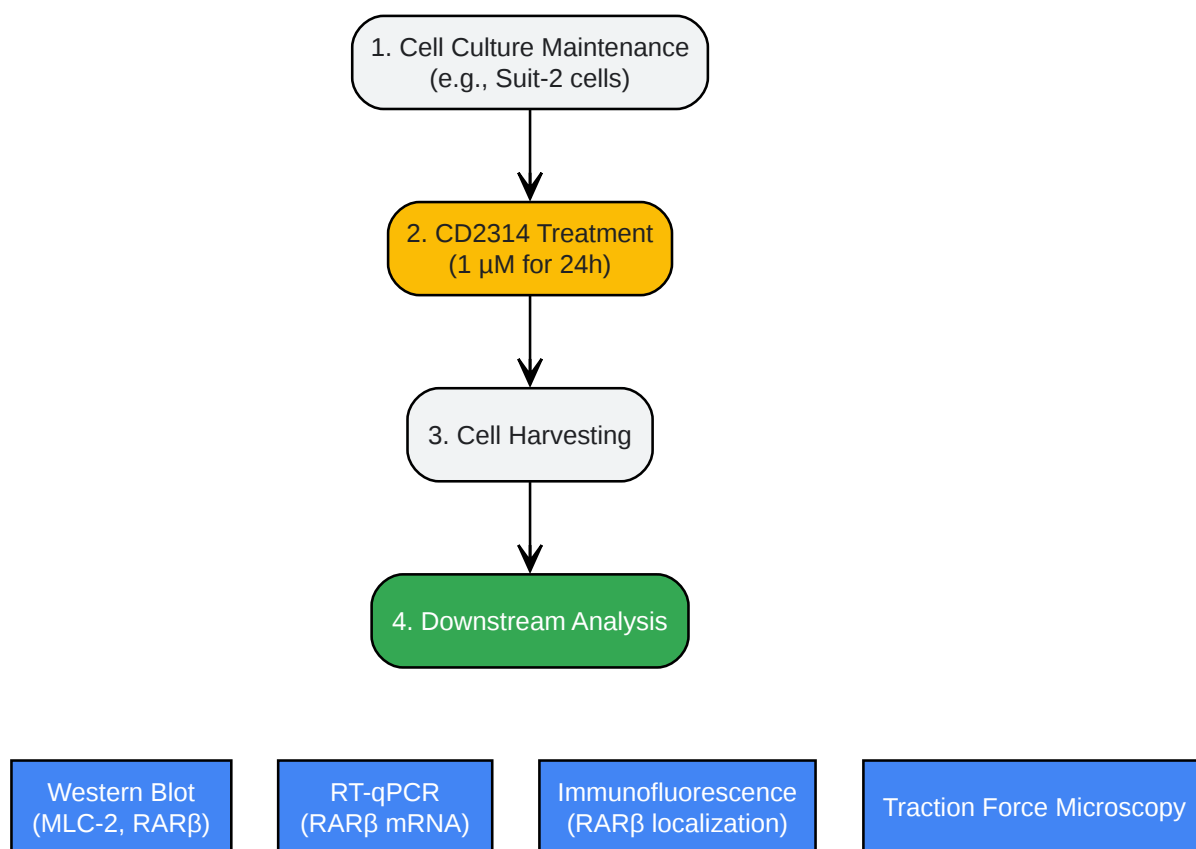 1. Cell Culture Maintenance
(e.g., Suit-2 cells)
2. CD2314 Treatment
(1 µM for 24h)
3. Cell Harvesting
4. Downstream Analysis
Western Blot
(MLC-2, RARβ)
RT-qPCR
(RARβ mRNA)
Immunofluorescence
(RARβ localization)
Traction Force Microscopy